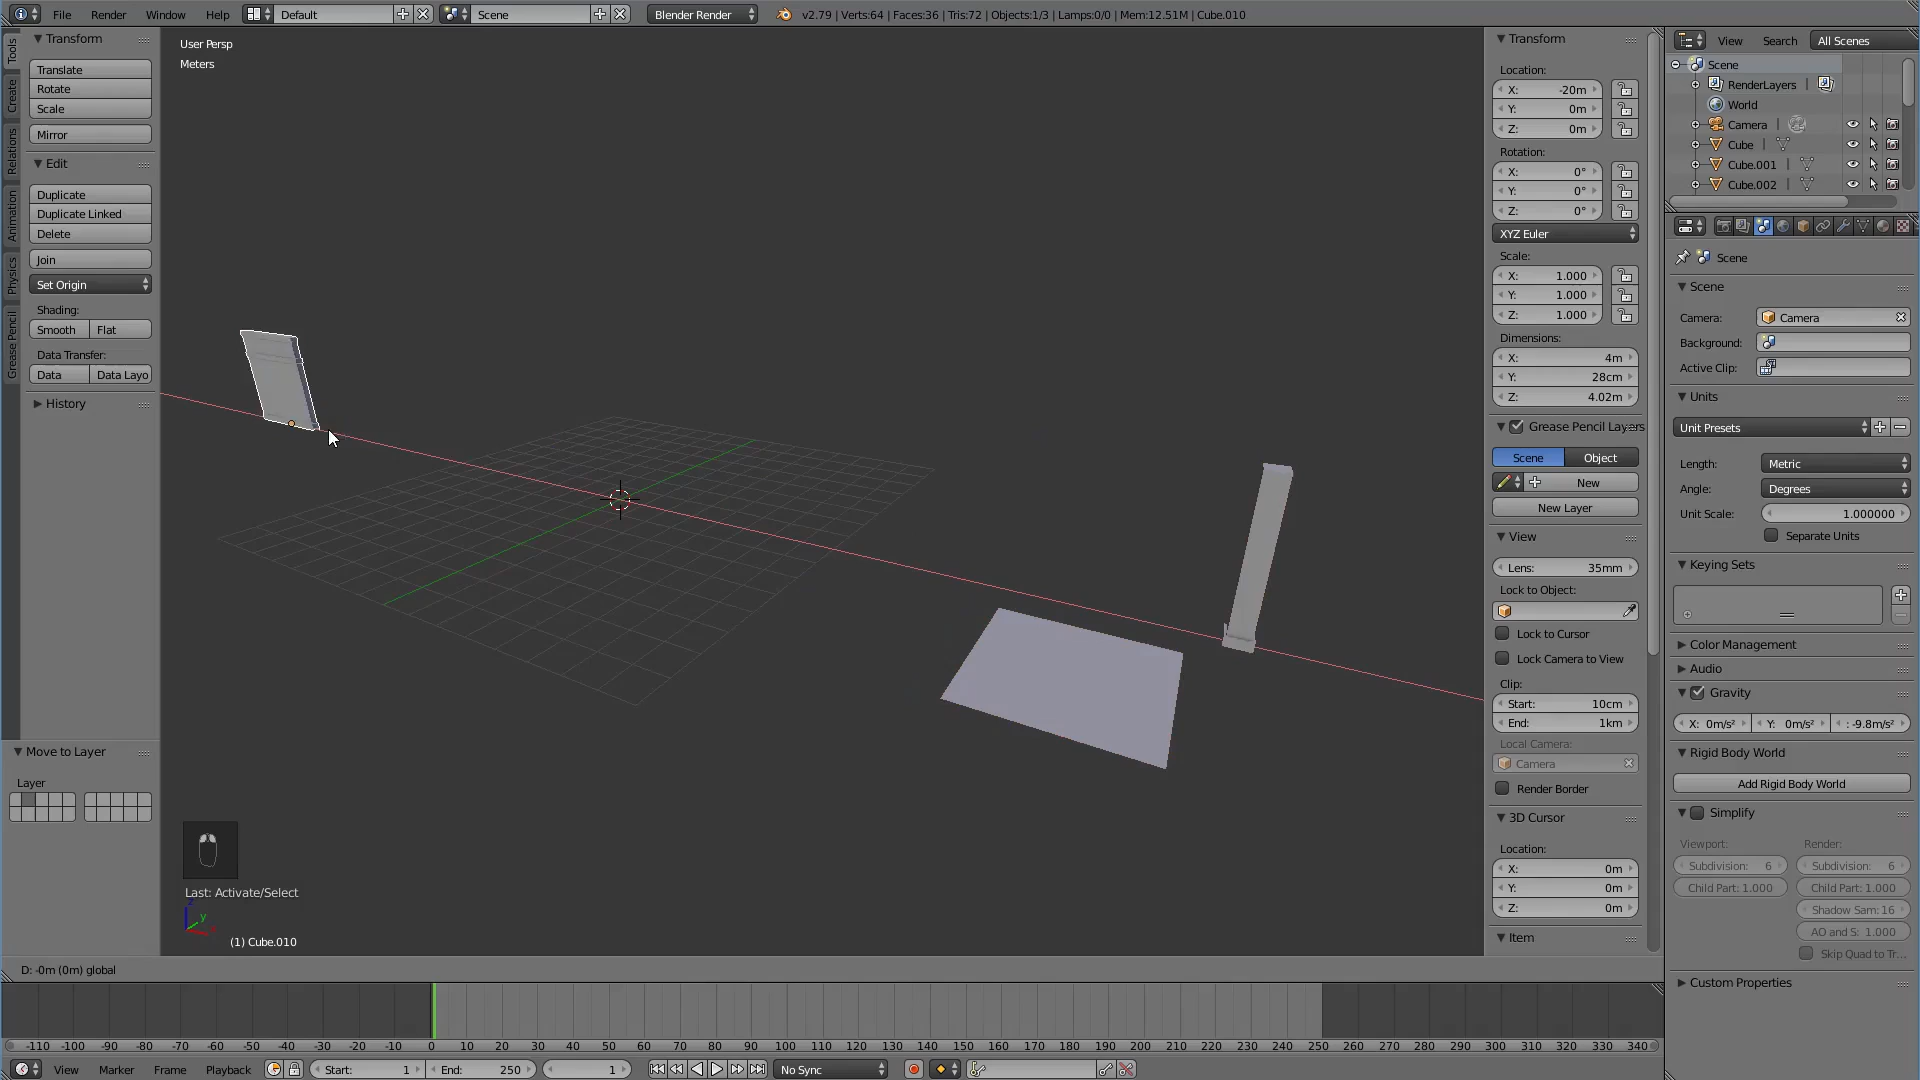 File
Render
Window
Help
Default
Scene
Blender Render
v2.79 | Verts:64 | Faces:36 | Tris:72 | Objects:1/3 | Lamps:0/0 | Mem:12.51M | Cube.010
Tools
Create
Relations
Animation
Physics
Grease Pencil
Transform
Translate
Rotate
Scale
Mirror
Edit
Duplicate
Duplicate Linked
Delete
Join
Set Origin
Shading:
Smooth Flat
Data Transfer:
Data Data Layo
History
Move to Layer
Layer
User Persp
Meters
Last: Activate/Select
z
y
(1) Cube.010
D: -0m (0m) global
Transform
Location:
X: -20m
Y: 0m
Z: 0m
Rotation:
X: 0°
Y: 0°
Z: 0°
XYZ Euler
Scale:
X: 1.000
Y: 1.000
Z: 1.000
Dimensions:
X: 4m
Y: 28cm
Z: 4.02m
Grease Pencil Layers
Scene Object
New
New Layer
View
Lens: 35mm
Lock to Object:
Lock to Cursor
Lock Camera to View
Clip:
Start: 10cm
End: 1km
Local Camera:
Camera
Render Border
3D Cursor
Location:
X: 0m
Y: 0m
Z: 0m
Item
View Search All Scenes
Scene
RenderLayers |
World
Camera |
Cube |
Cube.001 |
Cube.002 |
Scene
Scene
Camera: Camera
Background:
Active Clip:
Units
Unit Presets
Length: Metric
Angle: Degrees
Unit Scale: 1.000000
Separate Units
Keying Sets
Color Management
Audio
Gravity
X: 0m/s² Y: 0m/s² : -9.8m/s²
Rigid Body World
Add Rigid Body World
Simplify
Viewport: Render:
Subdivision: 6 Subdivision: 6
Child Part: 1.000 Child Part: 1.000
Shadow Sam: 16
AO and S: 1.000
Skip Quad to Tr...
Custom Properties
-110 -100 -90 -80 -70 -60 -50 -40 -30 -20 -10 0 10 20 30 40 50 60 70 80 90 100 110 120 130 140 150 160 170 180 190 200 210 220 230 240 250 260 270 280 290 300 310 320 330 340
View Marker Frame Playback Start: 1 End: 250 1 No Sync